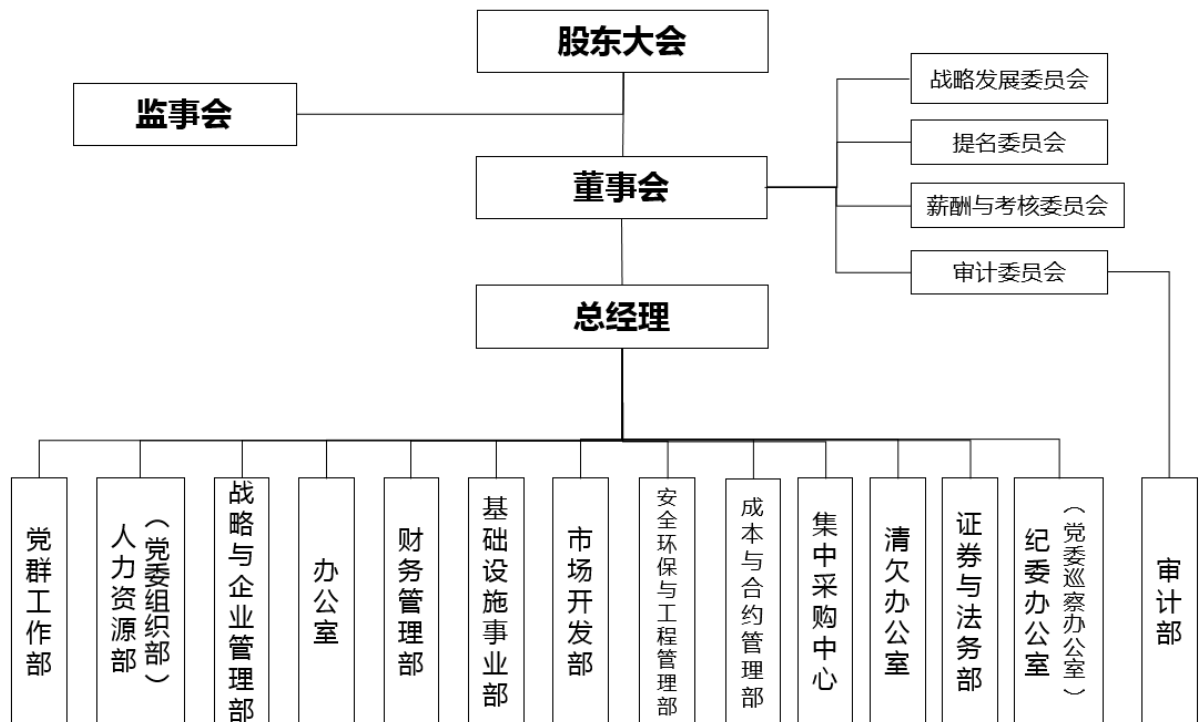 股东大会
监事会
战略发展委员会
提名委员会
董事会
薪酬与考核委员会
审计委员会
总经理
党群工作部
人力资源部
（党委组织部）
战略与企业管理部
办公室
财务管理部
基础设施事业部
市场开发部
安全环保与工程管理部
成本与合约管理部
集中采购中心
清欠办公室
证券与法务部
纪委办公室
（党委巡察办公室）
审计部